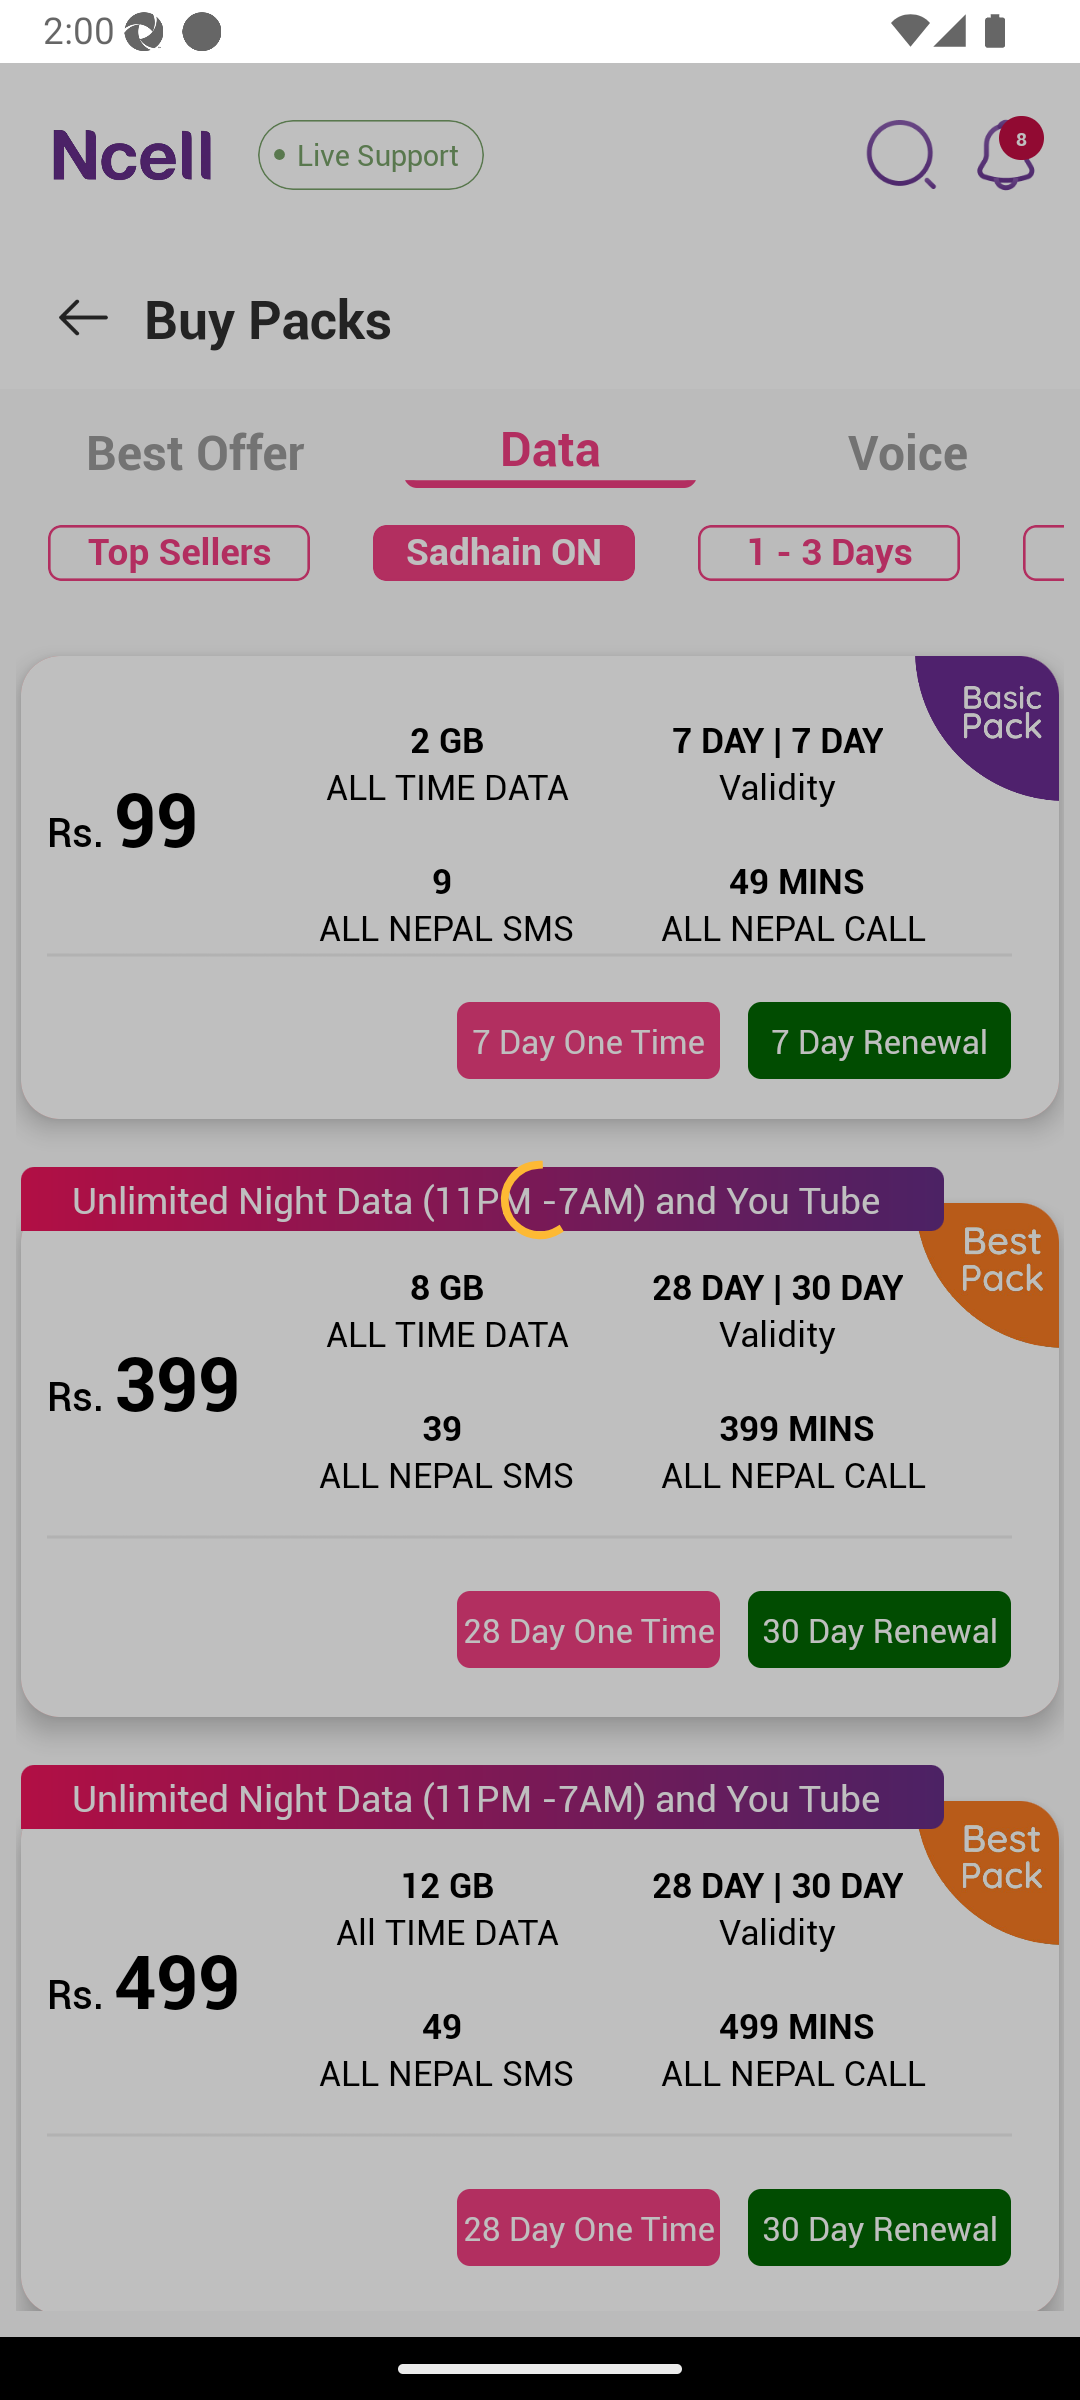 2:00
Ncell
Live Support
8
Buy Packs
Best Offer
Data
Voice
Top Sellers
Sadhain ON
1 - 3 Days
Basic
Pack
2 GB
ALL TIME DATA
7 DAY | 7 DAY
Validity
Rs. 99
9
ALL NEPAL SMS
49 MINS
ALL NEPAL CALL
7 Day One Time
7 Day Renewal
Unlimited Night Data (11PM -7AM) and You Tube
Best
Pack
8 GB
ALL TIME DATA
28 DAY | 30 DAY
Validity
Rs. 399
39
ALL NEPAL SMS
399 MINS
ALL NEPAL CALL
28 Day One Time
30 Day Renewal
Unlimited Night Data (11PM -7AM) and You Tube
Best
Pack
12 GB
All TIME DATA
28 DAY | 30 DAY
Validity
Rs. 499
49
ALL NEPAL SMS
499 MINS
ALL NEPAL CALL
28 Day One Time
30 Day Renewal